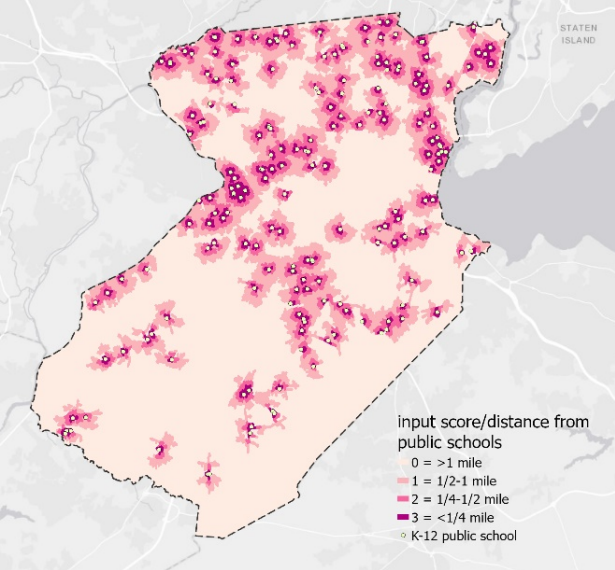 STATEN
ISLAND
input score/distance from
public schools
0 = >1 mile
1 = 1/2-1 mile
2 = 1/4-1/2 mile
3 = <1/4 mile
K-12 public school